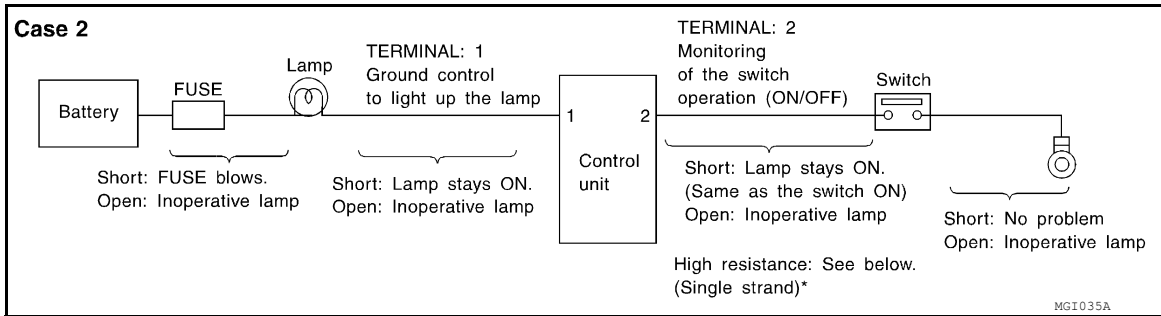 Case 2
Battery
FUSE
Lamp
TERMINAL: 1
Ground control
to light up the lamp
1
2
Control
unit
TERMINAL: 2
Monitoring
of the switch
operation (ON/OFF)
Switch
Short: FUSE blows.
Open: Inoperative lamp
Short: Lamp stays ON.
Open: Inoperative lamp
Short: Lamp stays ON.
(Same as the switch ON)
Open: Inoperative lamp
High resistance: See below.
(Single strand)*
Short: No problem
Open: Inoperative lamp
MGI035A